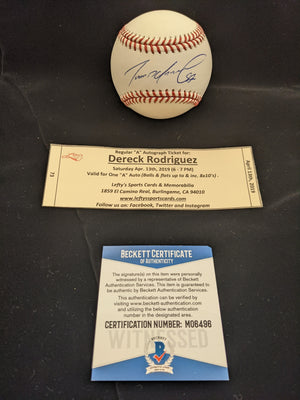 Regular "A" Autograph Ticket for:
Dereck Rodriguez
Saturday Apr. 13th, 2019 (6 - 7 PM)
Valid for One "A" Auto (Balls & flats up to & inc. 8x10's).
Lefty's Sports Cards & Memorabilia
1859 El Camino Real, Burlingame, CA 94010
www.leftysportscards.com
Follow us on: Facebook, Twitter and Instagram
73
April 13th, 2019
BECKETT CERTIFICATE
OF AUTHENTICITY
The signature(s) on this item were personally
witnessed by a representative of Beckett
Authentication Services. This item is guaranteed to
be authentic by Beckett Authentication Services.
This authentication can be verified by
visiting www.beckett-authentication.com
and utilizing the below number in the
designated area.
CERTIFICATION NUMBER: M06496
WITNESSED
B